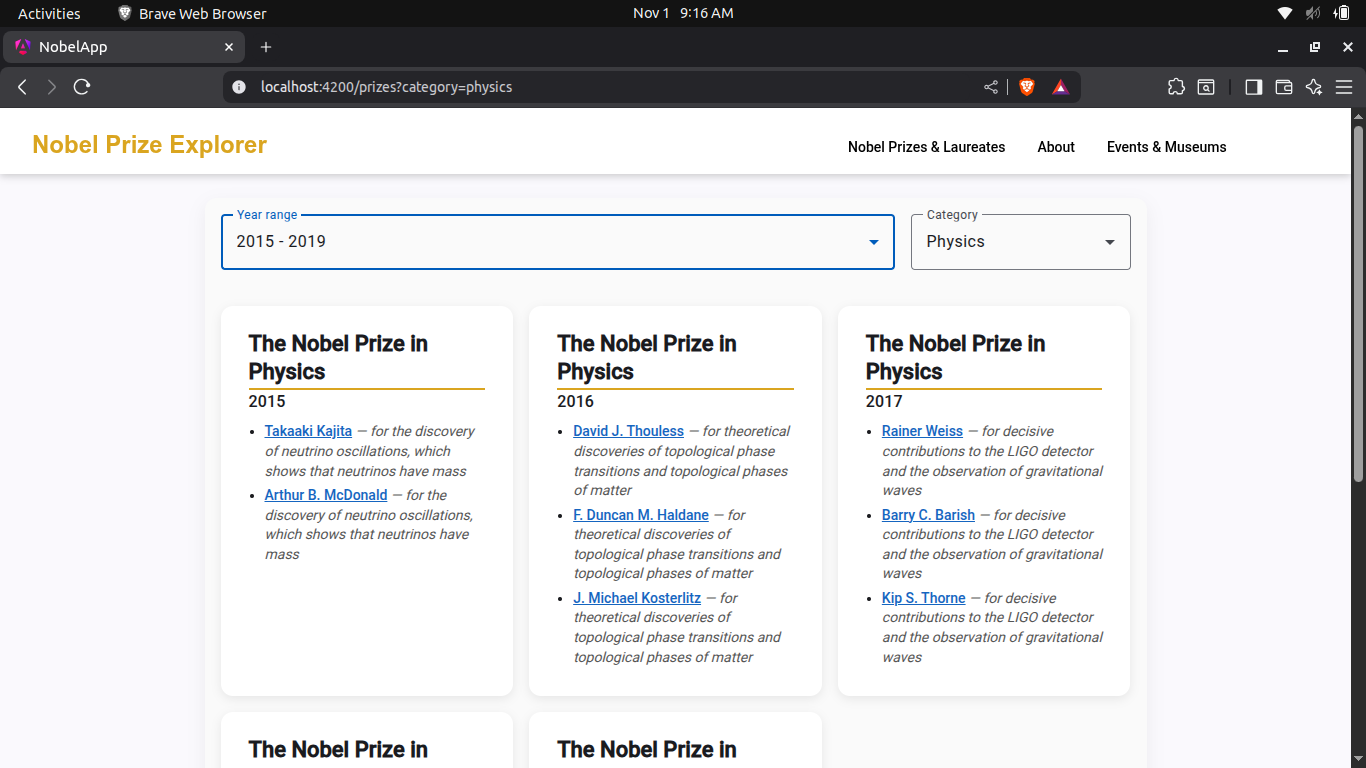 Activities Brave Web Browser Nov 1 9:16 AM
NobelApp
localhost:4200/prizes?category=physics
Nobel Prize Explorer Nobel Prizes & Laureates About Events & Museums
Year range
2015 - 2019
Category
Physics
The Nobel Prize in
Physics
2015
Takaaki Kajita — for the discovery
of neutrino oscillations, which
shows that neutrinos have mass
Arthur B. McDonald — for the
discovery of neutrino oscillations,
which shows that neutrinos have
mass
The Nobel Prize in
Physics
2016
David J. Thouless — for theoretical
discoveries of topological phase
transitions and topological phases
of matter
F. Duncan M. Haldane — for
theoretical discoveries of
topological phase transitions and
topological phases of matter
J. Michael Kosterlitz — for
theoretical discoveries of
topological phase transitions and
topological phases of matter
The Nobel Prize in
Physics
2017
Rainer Weiss — for decisive
contributions to the LIGO detector
and the observation of gravitational
waves
Barry C. Barish — for decisive
contributions to the LIGO detector
and the observation of gravitational
waves
Kip S. Thorne — for decisive
contributions to the LIGO detector
and the observation of gravitational
waves
The Nobel Prize in
The Nobel Prize in